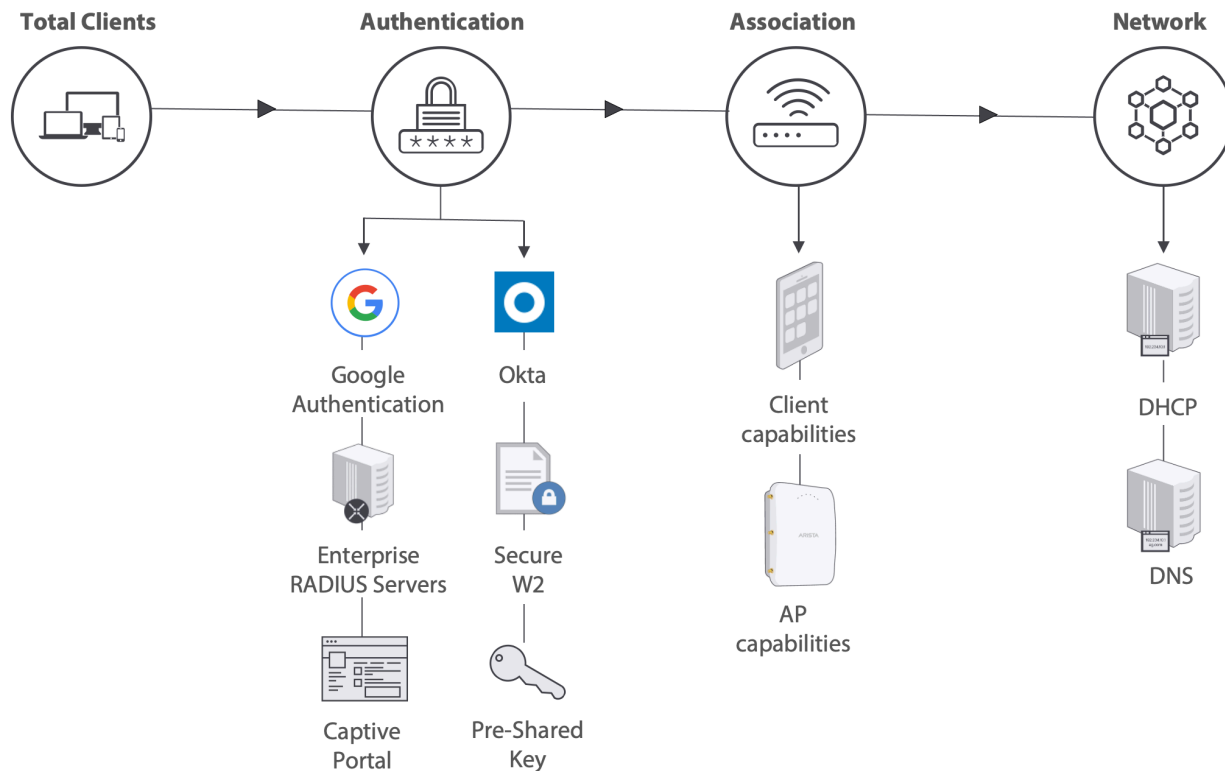 Total Clients
Authentication
Association
Network
****
Google
Authentication
Okta
Client
capabilities
DHCP
Enterprise
RADIUS Servers
Secure
W2
ARISTA
AP
capabilities
DNS
Captive
Portal
Pre-Shared
Key